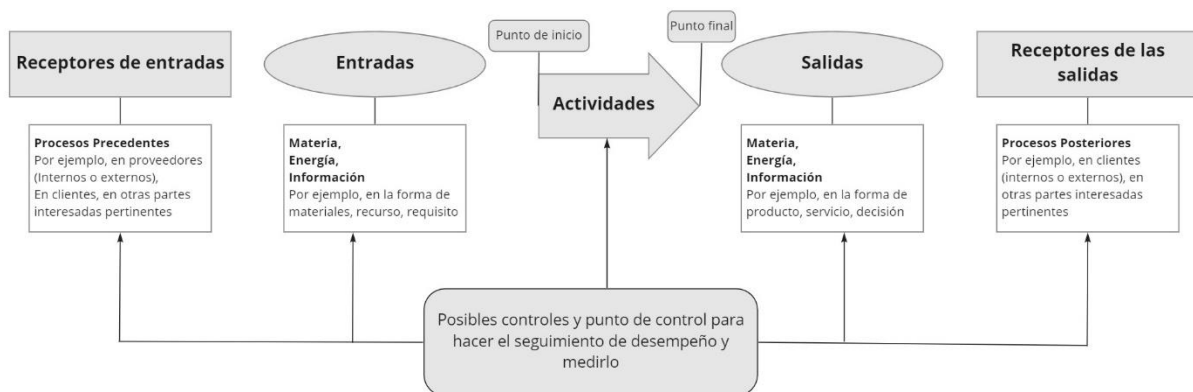 Punto de inicio
Punto final
Receptores de entradas
Entradas
Actividades
Salidas
Receptores de las
salidas
Procesos Precedentes
Por ejemplo, en proveedores
(Internos o externos),
En clientes, en otras partes
interesadas pertinentes
Materia,
Energía,
Información
Por ejemplo, en la forma de
materiales, recurso, requisito
Materia,
Energía,
Información
Por ejemplo, en la forma de
producto, servicio, decisión
Procesos Posteriores
Por ejemplo, en clientes
(internos o externos), en
otras partes interesadas
pertinentes
Posibles controles y punto de control para
hacer el seguimiento de desempeño y
medirlo